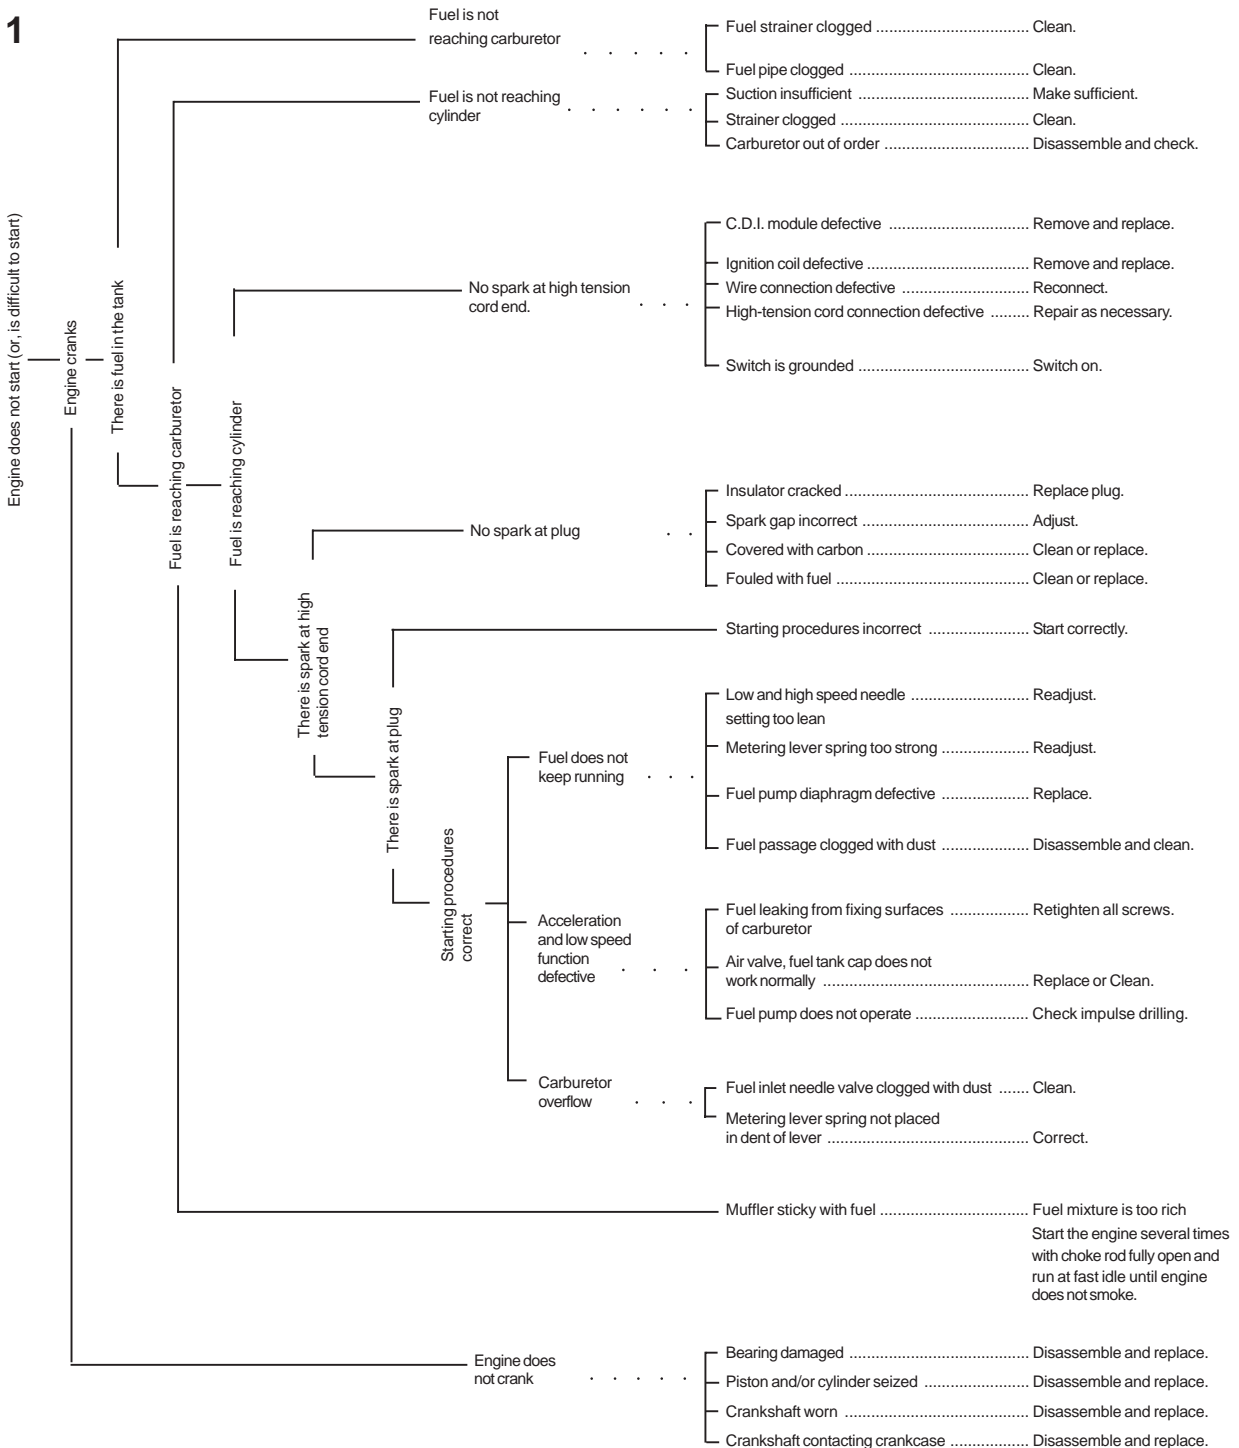 1
Fuel is not
reaching carburetor
Fuel strainer clogged ........ Clean.
Fuel pipe clogged ........ Clean.
Fuel is not reaching
cylinder
Suction insufficient ........ Make sufficient.
Strainer clogged ........ Clean.
Carburetor out of order ........ Disassemble and check.
Engine does not start (or, is difficult to start)
Engine cranks
There is fuel in the tank
Fuel is reaching carburetor
Fuel is reaching cylinder
No spark at high tension
cord end.
C.D.I. module defective ........ Remove and replace.
Ignition coil defective ........ Remove and replace.
Wire connection defective ........ Reconnect.
High-tension cord connection defective ........ Repair as necessary.
Switch is grounded ........ Switch on.
There is spark at high
tension cord end
No spark at plug
Insulator cracked ........ Replace plug.
Spark gap incorrect ........ Adjust.
Covered with carbon ........ Clean or replace.
Fouled with fuel ........ Clean or replace.
There is spark at plug
Starting procedures incorrect ........ Start correctly.
Starting procedures
correct
Fuel does not
keep running
Low and high speed needle ........ Readjust.
setting too lean
Metering lever spring too strong ........ Readjust.
Fuel pump diaphragm defective ........ Replace.
Fuel passage clogged with dust ........ Disassemble and clean.
Acceleration
and low speed
function
defective
Fuel leaking from fixing surfaces ........ Retighten all screws.
of carburetor
Air valve, fuel tank cap does not
work normally ........ Replace or Clean.
Fuel pump does not operate ........ Check impulse drilling.
Carburetor
overflow
Fuel inlet needle valve clogged with dust ....... Clean.
Metering lever spring not placed
in dent of lever ........ Correct.
Muffler sticky with fuel ........ Fuel mixture is too rich
Start the engine several times
with choke rod fully open and
run at fast idle until engine
does not smoke.
Engine does
not crank
Bearing damaged ........ Disassemble and replace.
Piston and/or cylinder seized ........ Disassemble and replace.
Crankshaft worn ........ Disassemble and replace.
Crankshaft contacting crankcase ........ Disassemble and replace.